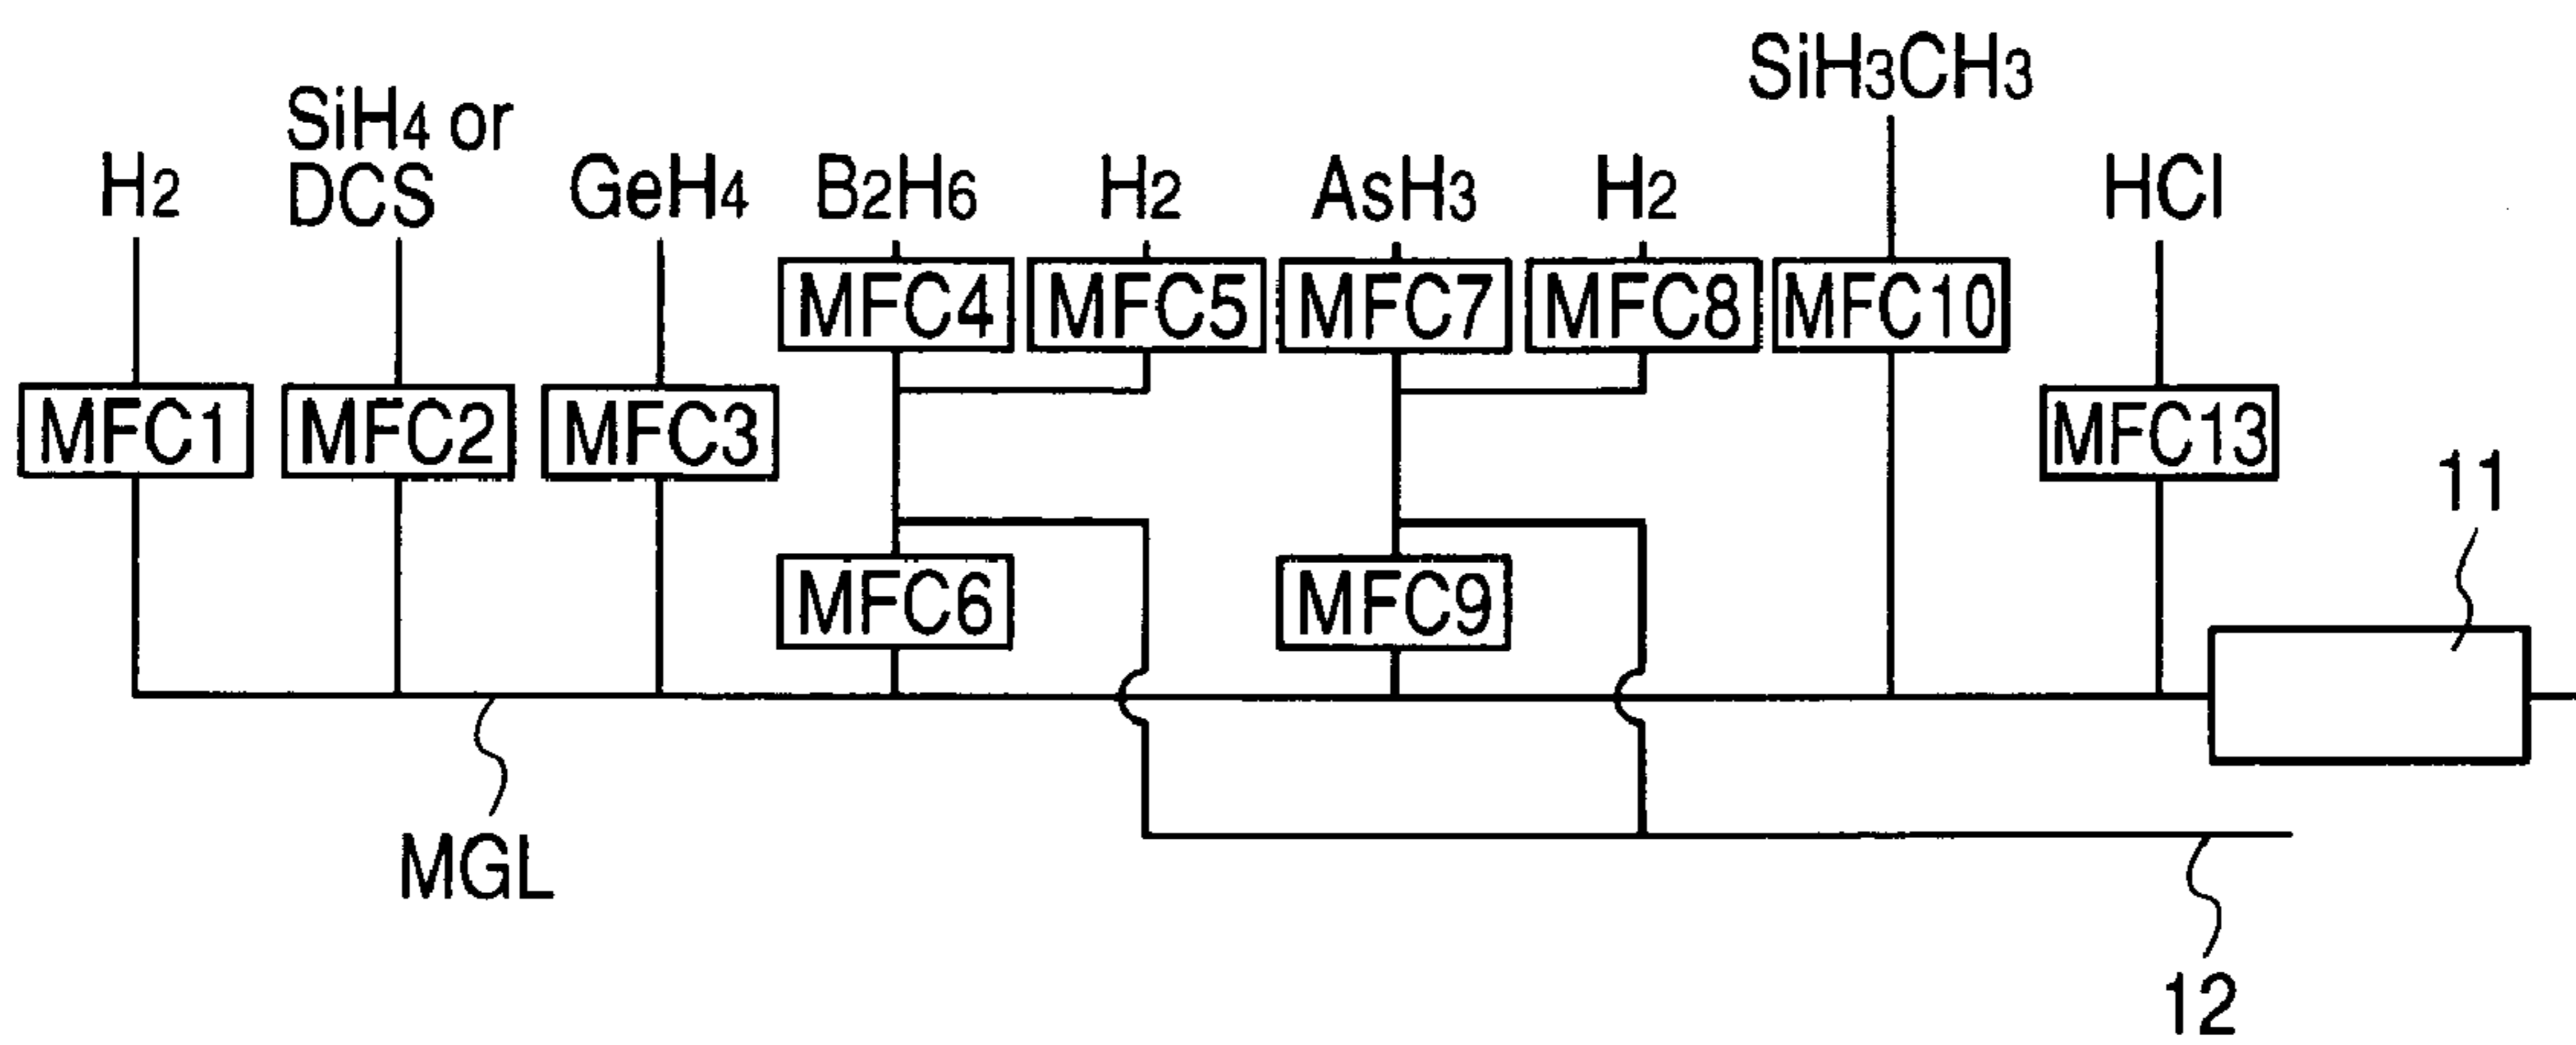 SiH3CH3
SiH4 or
DCS
H2
GeH4
B2H6
H2
AsH3
H2
HCl
MFC4
MFC5
MFC7
MFC8
MFC10
MFC1
MFC2
MFC3
MFC13
11
MFC6
MFC9
MGL
12